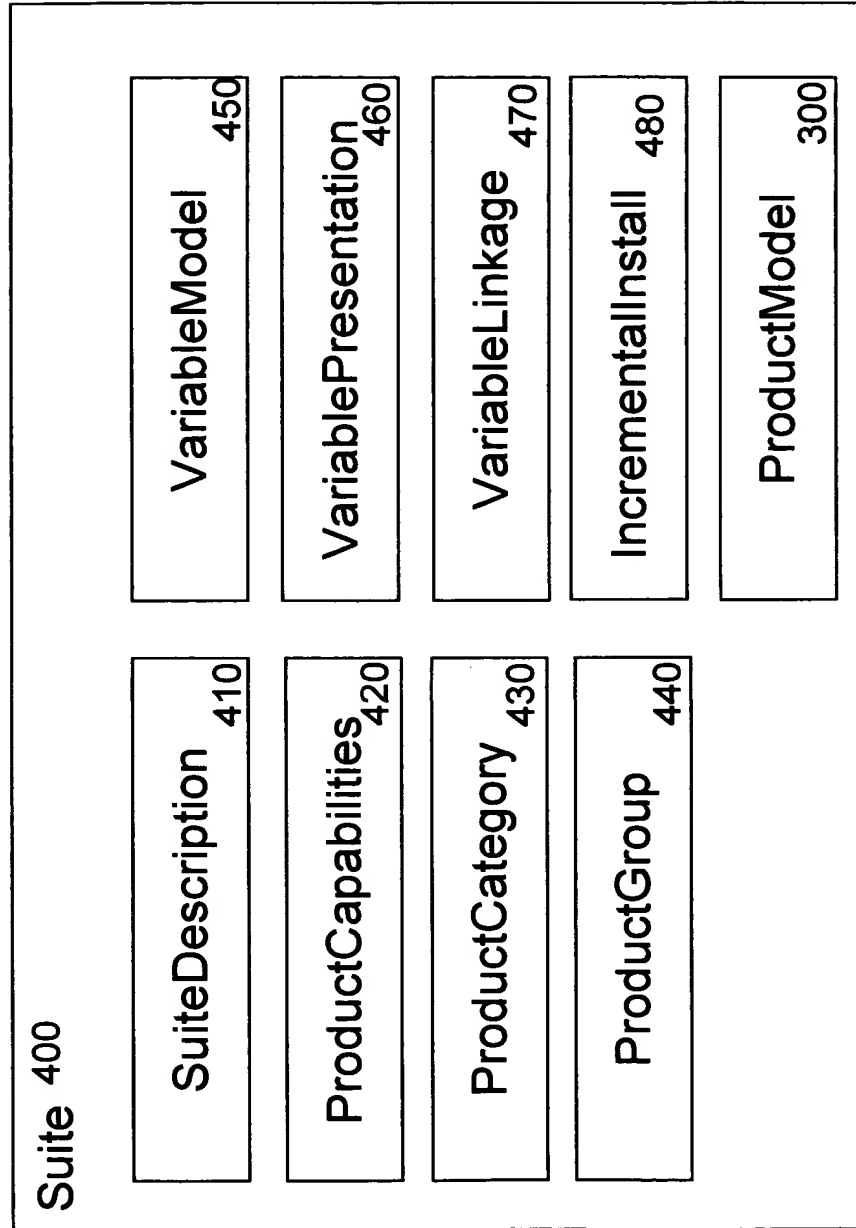 Suite 400
SuiteDescription
410
ProductCapabilities
420
ProductCategory
430
ProductGroup
440
VariableModel
450
VariablePresentation
460
VariableLinkage
470
IncrementalInstall
480
ProductModel
300